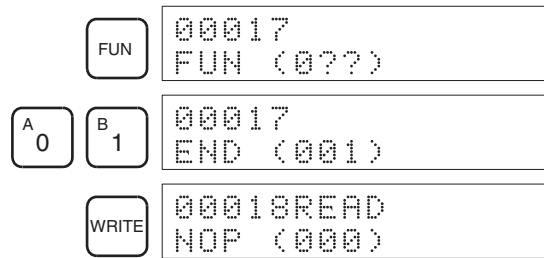 FUN
00017
FUN (0??)
A
0
B
1
00017
END (001)
WRITE
00018READ
NOP (000)